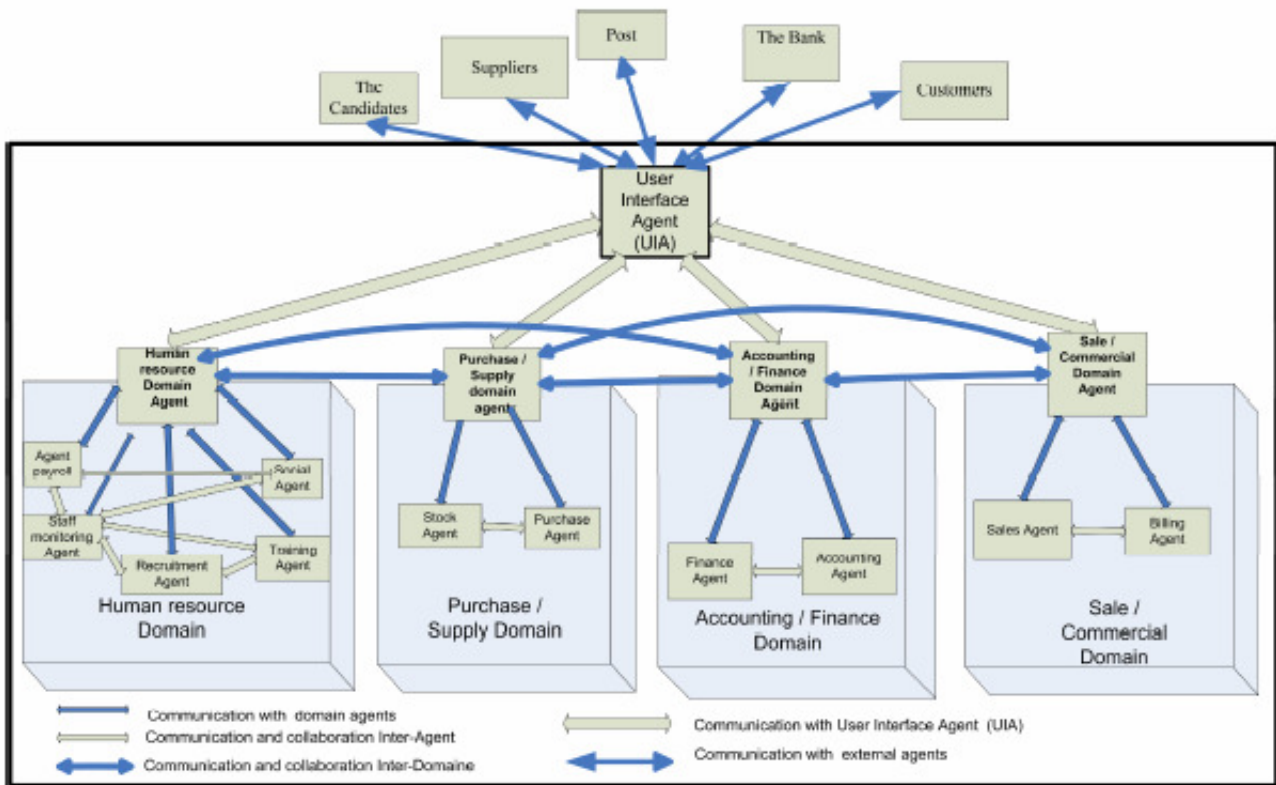 Post
The Bank
Suppliers
The
Candidates
Customers
User
Interface
Agent
(UIA)
Human
resource
Domain
Agent
Purchase /
Supply
domain
agent
Accounting
/ Finance
Domain
Agent
Sale /
Commercial
Domain
Agent
Agent
payroll
Social
Agent
Staff
monitoring
Agent
Training
Agent
Recruitment
Agent
Stock
Agent
Purchase
Agent
Finance
Agent
Accounting
Agent
Sales Agent
Billing
Agent
Human resource
Domain
Purchase /
Supply Domain
Accounting / Finance
Domain
Sale /
Commercial
Domain
Communication with domain agents
Communication and collaboration Inter-Agent
Communication and collaboration Inter-Domaine
Communication with User Interface Agent (UIA)
Communication with external agents